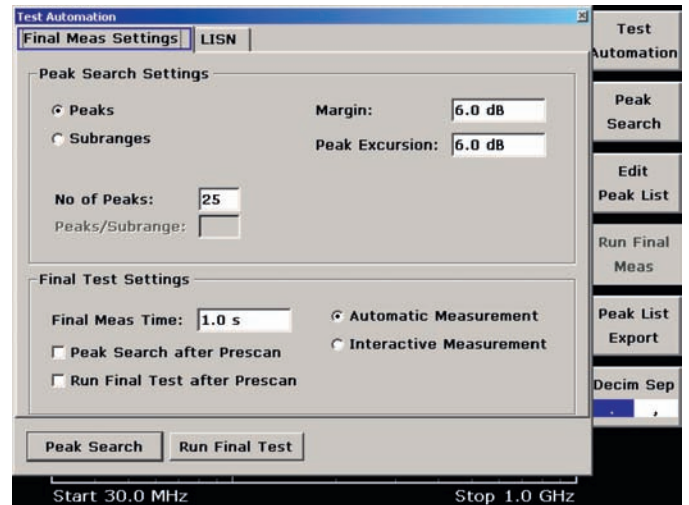 Test Automation
Final Meas Settings
LISN
Peak Search Settings
Peaks
Subranges
Margin: 6.0 dB
Peak Excursion: 6.0 dB
No of Peaks: 25
Peaks/Subrange:
Final Test Settings
Final Meas Time: 1.0 s
Peak Search after Prescan
Run Final Test after Prescan
Automatic Measurement
Interactive Measurement
Peak Search
Run Final Test
Start 30.0 MHz
Stop 1.0 GHz
Test
Automation
Peak
Search
Edit
Peak List
Run Final
Meas
Peak List
Export
Decim Sep
. ,